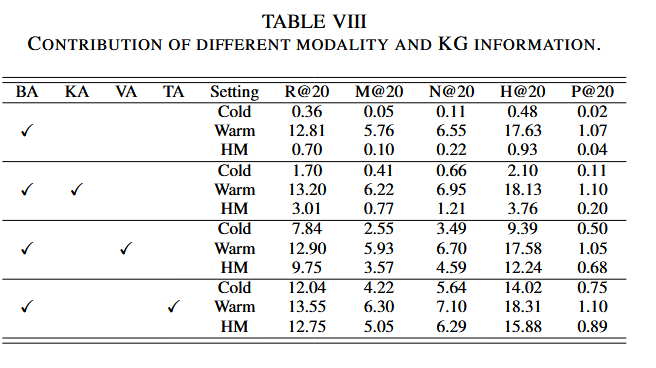 TABLE VIII
CONTRIBUTION OF DIFFERENT MODALITY AND KG INFORMATION.
BA KA VA TA Setting R@20 M@20 N@20 H@20 P@20
Cold 0.36 0.05 0.11 0.48 0.02
✓ Warm 12.81 5.76 6.55 17.63 1.07
HM 0.70 0.10 0.22 0.93 0.04
Cold 1.70 0.41 0.66 2.10 0.11
✓ ✓ Warm 13.20 6.22 6.95 18.13 1.10
HM 3.01 0.77 1.21 3.76 0.20
Cold 7.84 2.55 3.49 9.39 0.50
✓ ✓ Warm 12.90 5.93 6.70 17.58 1.05
HM 9.75 3.57 4.59 12.24 0.68
Cold 12.04 4.22 5.64 14.02 0.75
✓ ✓ Warm 13.55 6.30 7.10 18.31 1.10
HM 12.75 5.05 6.29 15.88 0.89